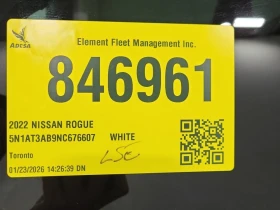 ADESA
Element Fleet Management Inc.
846961
2022 NISSAN ROGUE
5N1AT3AB9NC676607 WHITE
Toronto
01/23/2026 14:26:39 DN